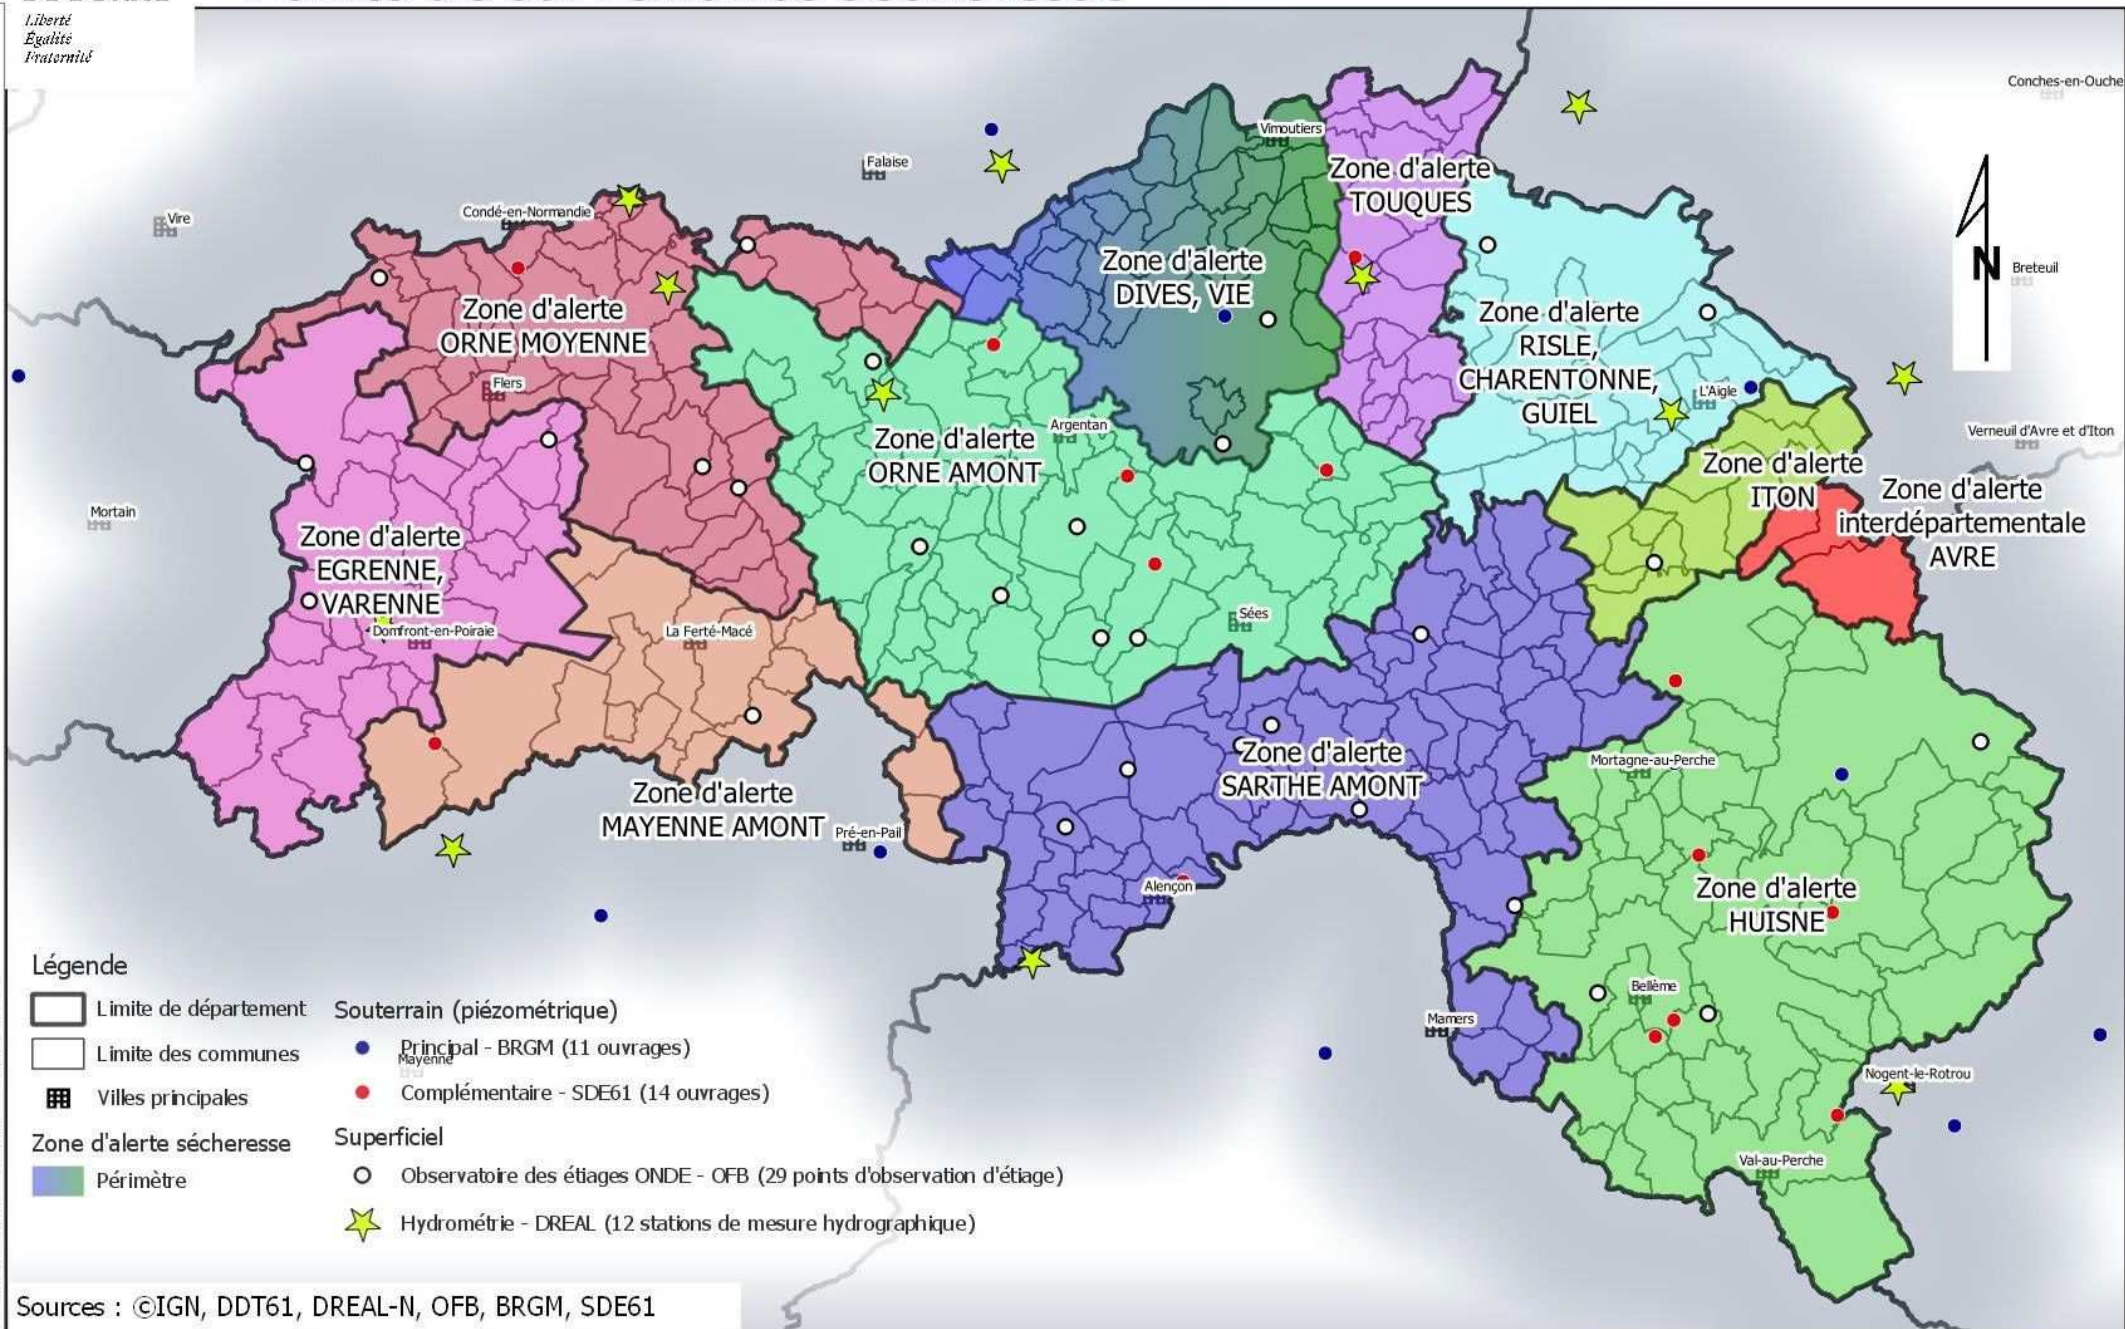 Liberté
Égalité
Fraternité
Conches-en-Ouche
Vimoutiers
Falaise
Zone d'alerte
TOUQUES
Condé-en-Normandie
Vire
Zone d'alerte
DIVES, VIE
N
Breteuil
Zone d'alerte
ORNE MOYENNE
Zone d'alerte
RISLE,
CHARENTONNE,
GUIEL
Flers
L'Aigle
Argentan
Zone d'alerte
ORNE AMONT
Verneuil d'Avre et d'Iton
Zone d'alerte
ITON
Zone d'alerte
interdépartementale
AVRE
Mortain
Zone d'alerte
EGRENNE,
VARENNE
Domfront-en-Poiraie
La Ferté-Macé
Sées
Zone d'alerte
SARTHE AMONT
Mortagne-au-Perche
Zone d'alerte
MAYENNE AMONT
Pré-en-Pail
Alençon
Zone d'alerte
HUISNE
Bellême
Mamers
Nogent-le-Rotrou
Val-au-Perche
Légende
Limite de département
Limite des communes
Villes principales
Zone d'alerte sécheresse
Périmètre
Souterrain (piézométrique)
Principal - BRGM (11 ouvrages)
Mayenne
Complémentaire - SDE61 (14 ouvrages)
Superficiel
Observatoire des étiages ONDE - OFB (29 points d'observation d'étiage)
Hydrométrie - DREAL (12 stations de mesure hydrographique)
Sources : ©IGN, DDT61, DREAL-N, OFB, BRGM, SDE61